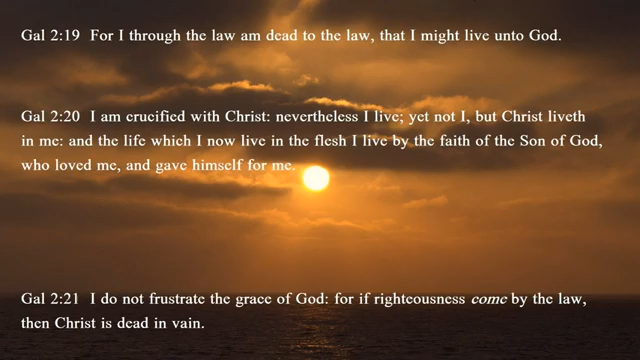 Gal 2:19 For I through the law am dead to the law, that I might live unto God.
Gal 2:20 I am crucified with Christ: nevertheless I live; yet not I, but Christ liveth
in me: and the life which I now live in the flesh I live by the faith of the Son of God,
who loved me, and gave himself for me.
Gal 2:21 I do not frustrate the grace of God: for if righteousness come by the law,
then Christ is dead in vain.